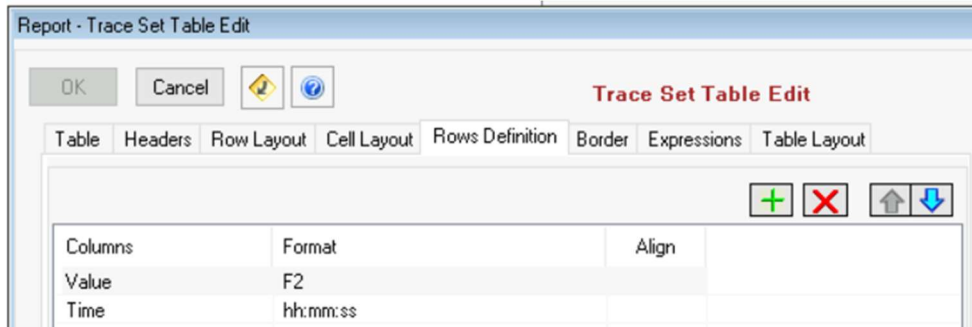 Report - Trace Set Table Edit
OK Cancel
Trace Set Table Edit
Table Headers Row Layout Cell Layout Rows Definition Border Expressions Table Layout
Columns Format Align
Value F2
Time hh:mm:ss